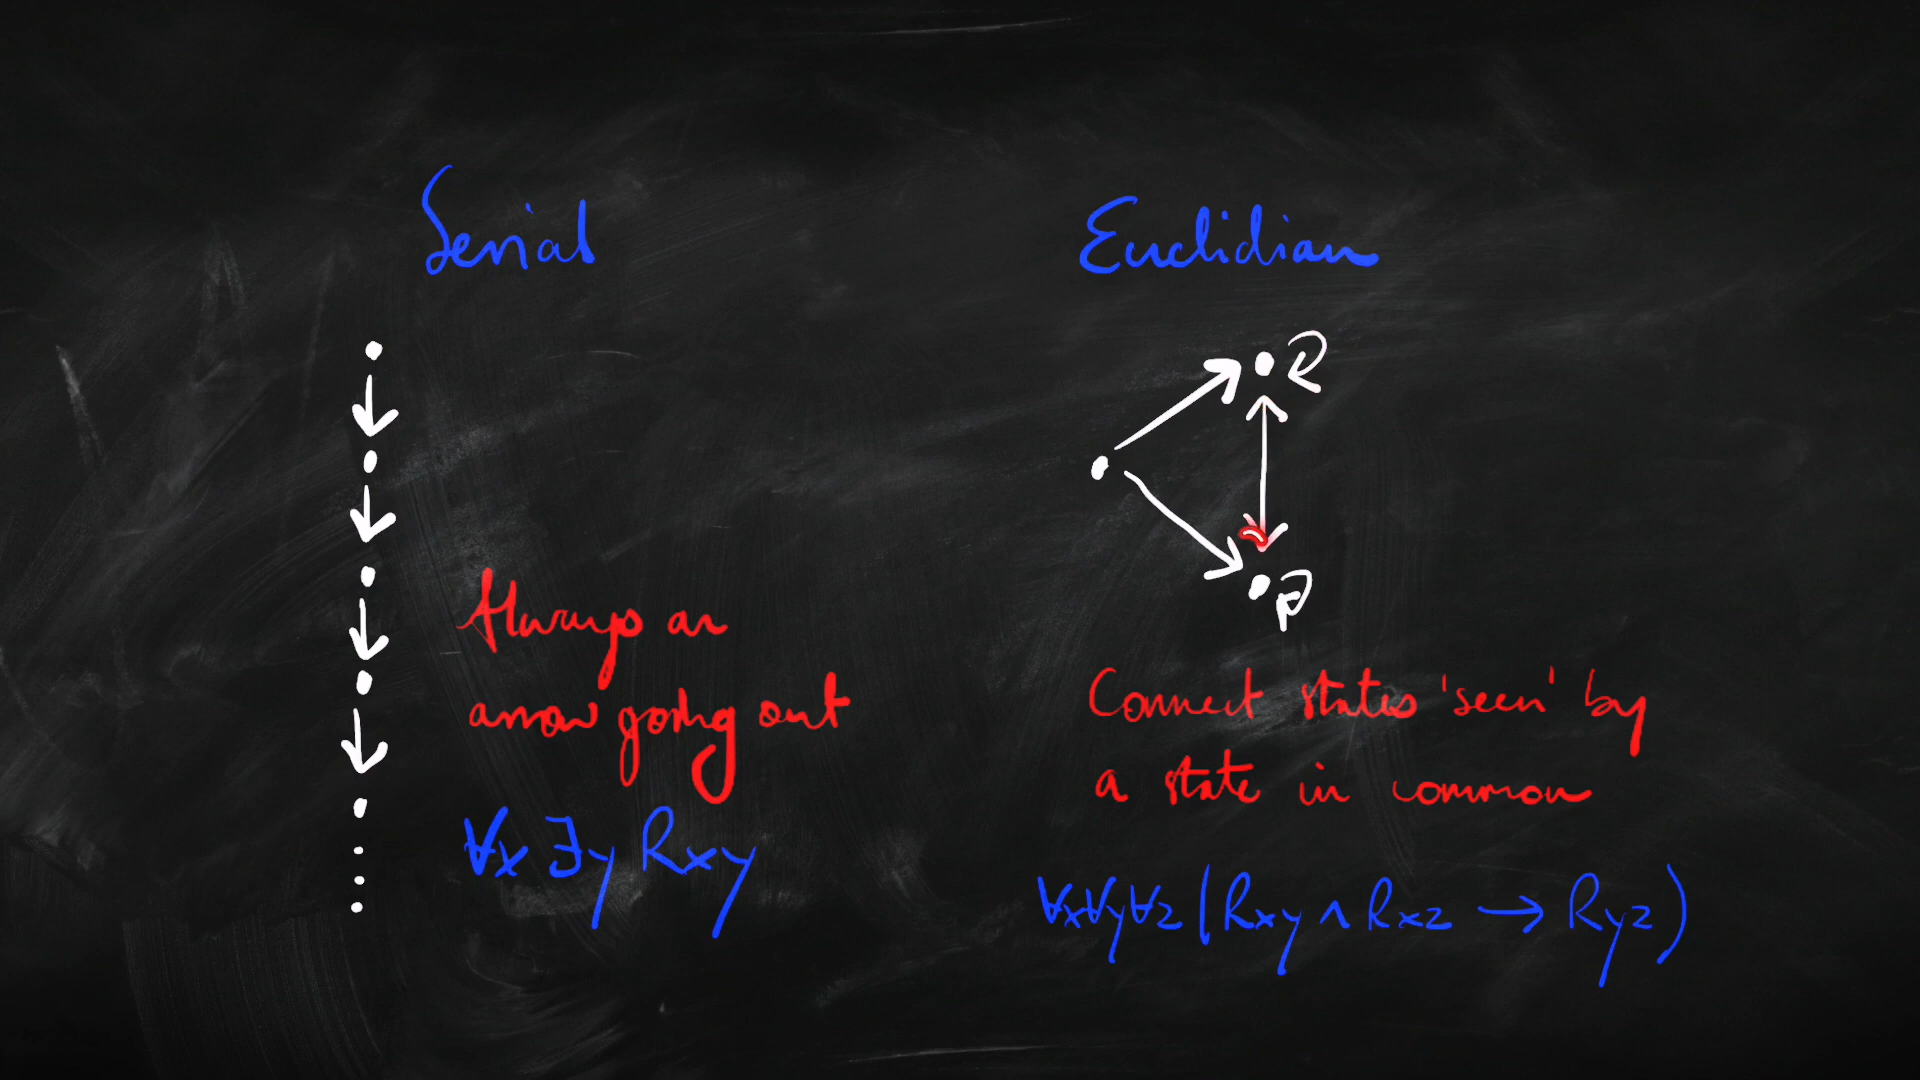 Serial
Euclidian
Always an
arrow going out
∀x ∃y Rxy
Connect states 'seen' by
a state in common
∀x∀y∀z(Rxy ∧ Rxz → Ryz)